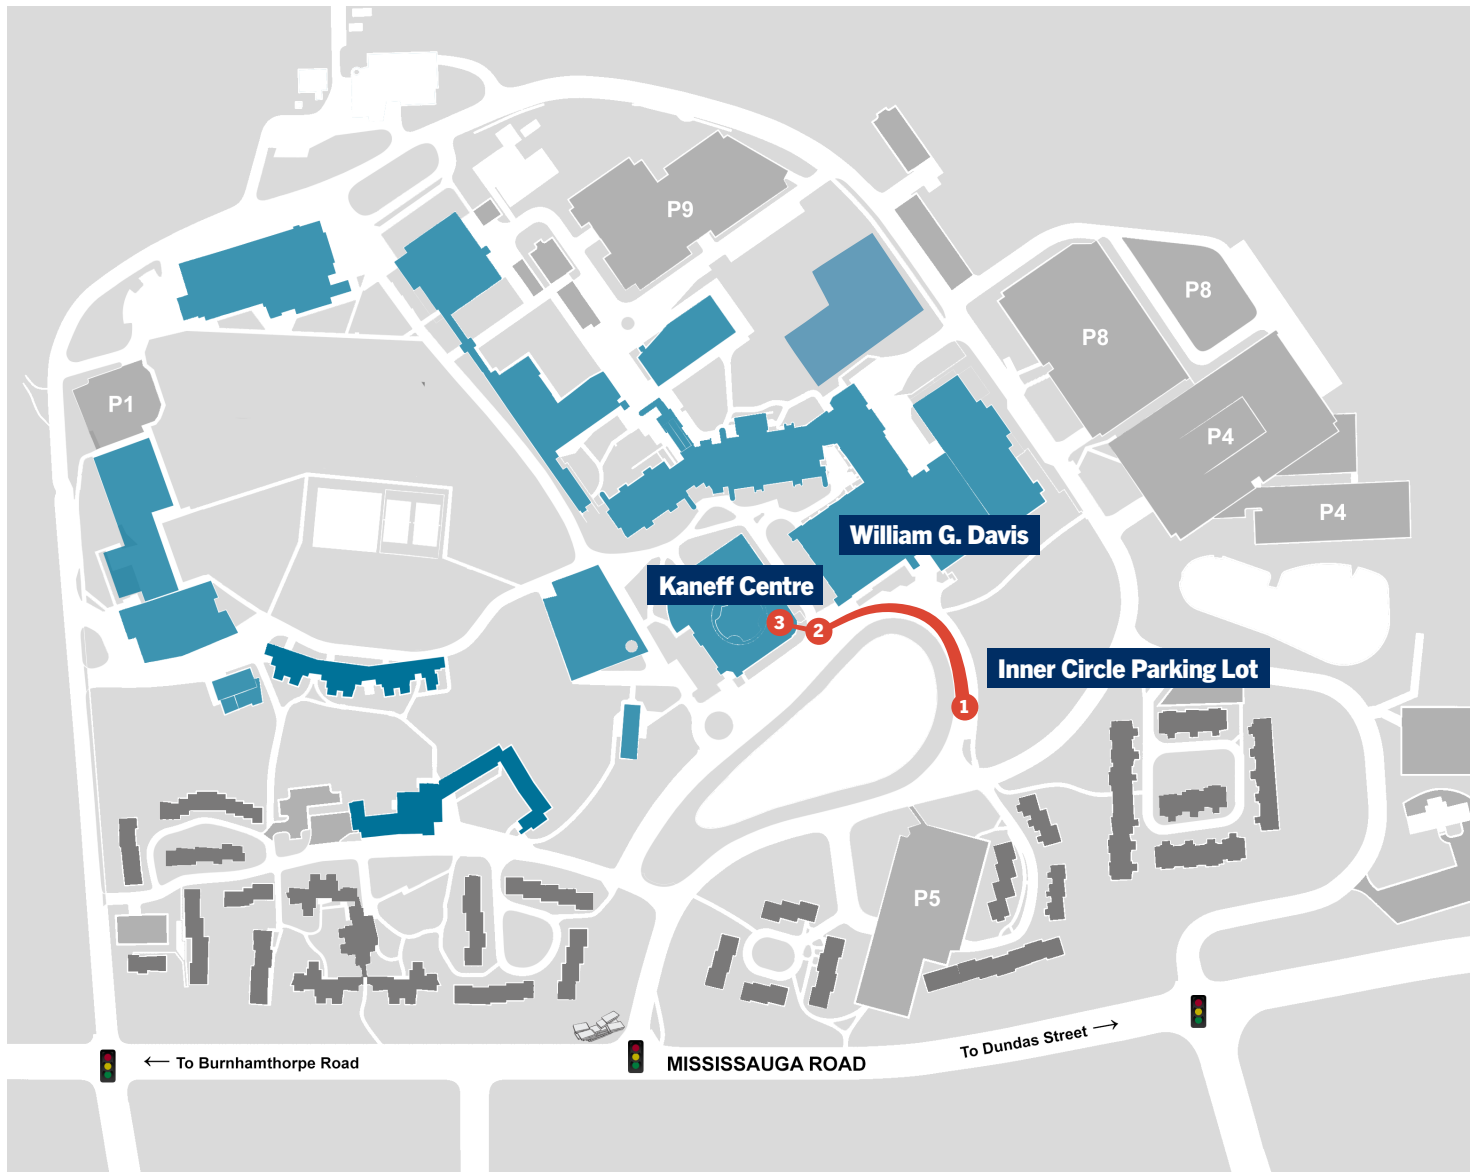 P9
P8
P8
P1
P4
P4
William G. Davis
Kaneff Centre
3
2
Inner Circle Parking Lot
1
P5
To Dundas Street →
← To Burnhamthorpe Road
MISSISSAUGA ROAD